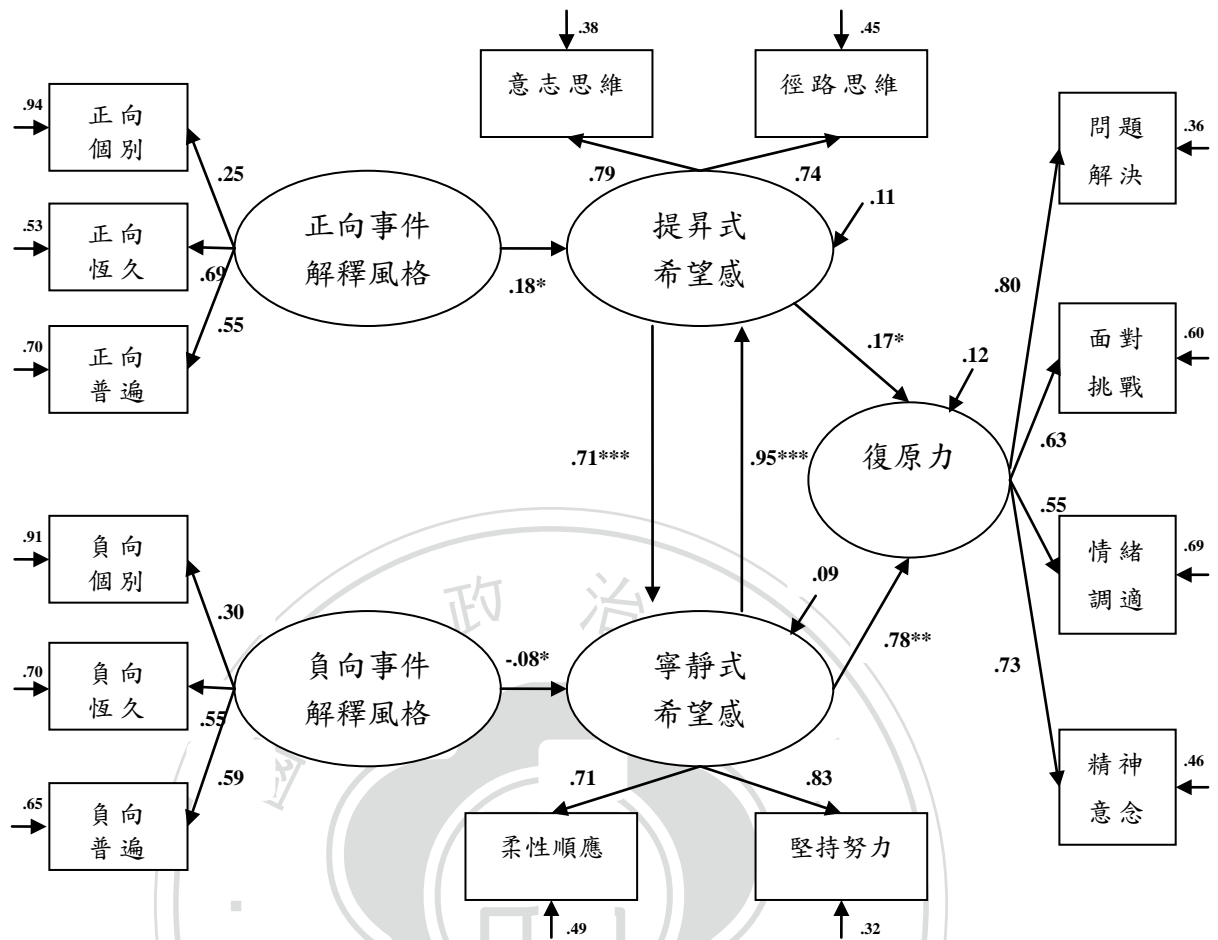 .38
.45
意志思維
徑路思維
.94
正向
個別
.36
問題
解決
.25
.79
.74
.11
.53
正向
恆久
.69
正向事件
解釋風格
.18*
提昇式
希望感
.80
.55
.70
正向
普遍
.17*
.12
.60
面對
挑戰
.71***
.95***
復原力
.63
.91
負向
個別
.55
.69
情緒
調適
政
治
.09
.30
.78**
.70
負向
恆久
.55
負向事件
解釋風格
-.08*
寧靜式
希望感
.73
.59
.71
.83
.46
精神
意念
國
.65
負向
普遍
柔性順應
堅持努力
.49
.32